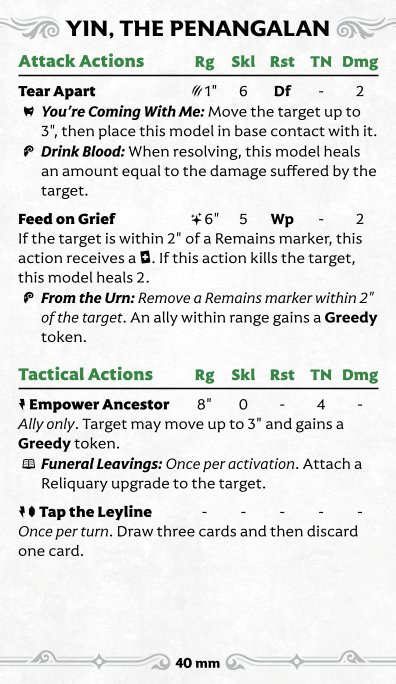 YIN, THE PENANGALAN
Attack Actions Rg Skl Rst TN Dmg
Tear Apart 1" 6 Df - 2
You're Coming With Me: Move the target up to
3", then place this model in base contact with it.
Drink Blood: When resolving, this model heals
an amount equal to the damage suffered by the
target.
Feed on Grief 6" 5 Wp - 2
If the target is within 2" of a Remains marker, this
action receives a . If this action kills the target,
this model heals 2.
From the Urn: Remove a Remains marker within 2"
of the target. An ally within range gains a Greedy
token.
Tactical Actions Rg Skl Rst TN Dmg
Empower Ancestor 8" 0 - 4 -
Ally only. Target may move up to 3" and gains a
Greedy token.
Funeral Leavings: Once per activation. Attach a
Reliquary upgrade to the target.
Tap the Leyline - - - - -
Once per turn. Draw three cards and then discard
one card.
40 mm